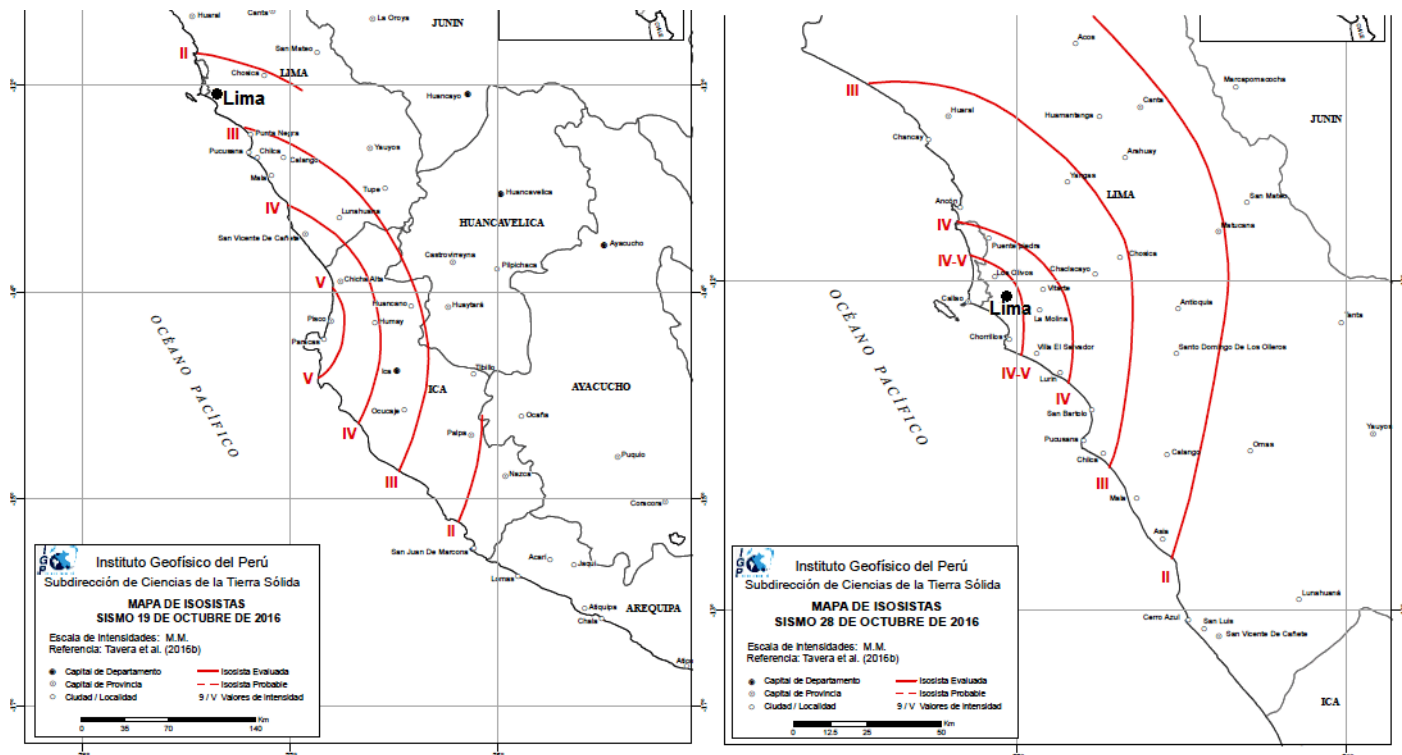 Huaral
Canta
La Oroya
JUNIN
CHILE
II
San Mateo
Chosica
LIMA
-12°
Lima
Huancayo
III
Punta Negra
Pucusana
Chilca
Calango
Yauyos
Mala
Tupe
Huancavelica
IV
Lunahuana
HUANCAVELICA
San Vicente De Cañete
Ayacucho
Castrovirreyna
Pilpichaca
V
Chicha Alta
-14°
Huancano
Huaytará
Pisco
Humay
OCÉANO PACÍFICO
Paracas
V
Ica
ICA
Tibillo
AYACUCHO
Ocucaje
Ocaña
IV
Palpa
Puquio
III
Nazca
Coracora
-15°
II
San Juan De Marcona
Acarí
Jaqui
Lomas
Atiquipa
AREQUIPA
Chala
IGP
Instituto Geofísico del Perú
Subdirección de Ciencias de la Tierra Sólida
MAPA DE ISOSISTAS
SISMO 19 DE OCTUBRE DE 2016
Escala de Intensidades: M.M.
Referencia: Tavera et al. (2016b)
Capital de Departamento
Isosista Evaluada
Capital de Provincia
Isosista Probable
Ciudad / Localidad
9 / V Valores de Intensidad
Km
0 35 70 140
-17°
CHILE
Acos
Marcapomacocha
III
Huaral
Huamantanga
Canta
JUNIN
Chancay
Arahuay
Yangas
LIMA
San Mateo
Ancón
IV
Matucana
Puente piedra
IV-V
Chosica
Los Olivos
Chaclacayo
Vitarte
Callao
Lima
La Molina
Antioquia
Tanta
OCÉANO PACÍFICO
Chorrillos
Villa El Salvador
Santo Domingo De Los Olleros
IV-V
Lurín
IV
San Bartolo
Pucusana
Yauyos
Chilca
Calango
Omas
III
Mala
Asia
II
Lunahuaná
Cerro Azul
San Luis
San Vicente De Cañete
ICA
IGP
Instituto Geofísico del Perú
Subdirección de Ciencias de la Tierra Sólida
MAPA DE ISOSISTAS
SISMO 28 DE OCTUBRE DE 2016
Escala de Intensidades: M.M.
Referencia: Tavera et al. (2016b)
Capital de Departamento
Isosista Evaluada
Capital de Provincia
Isosista Probable
Ciudad / Localidad
9 / V Valores de Intensidad
Km
0 12.5 25 50